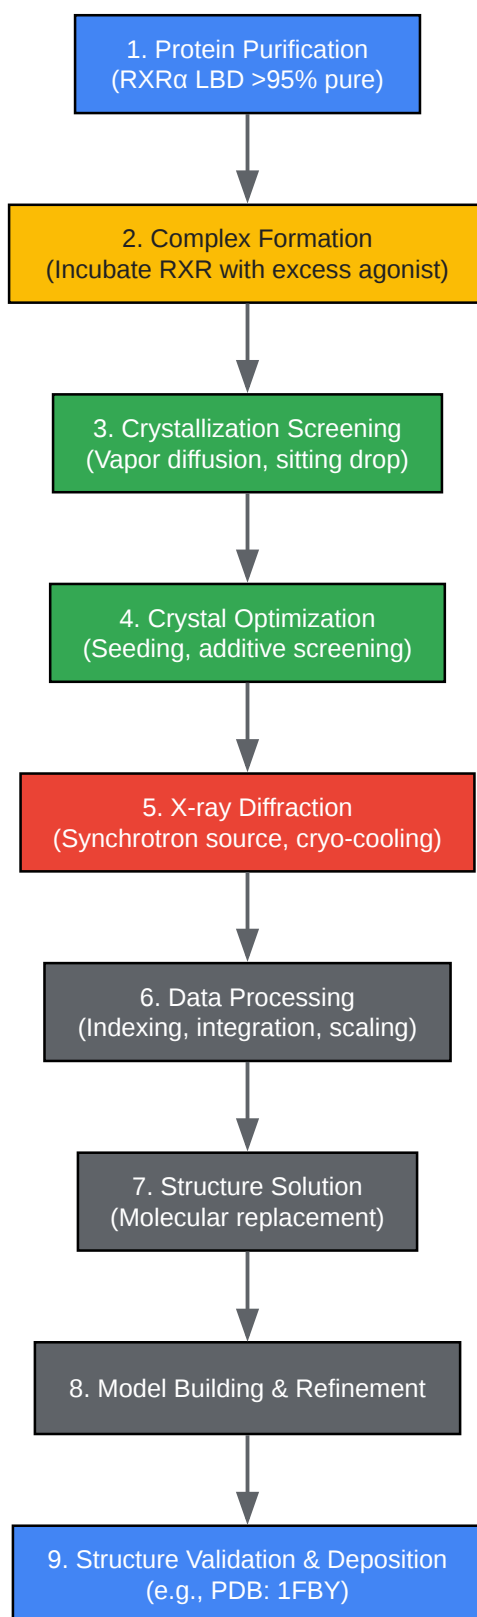 1. Protein Purification
(RXRα LBD >95% pure)
2. Complex Formation
(Incubate RXR with excess agonist)
3. Crystallization Screening
(Vapor diffusion, sitting drop)
4. Crystal Optimization
(Seeding, additive screening)
5. X-ray Diffraction
(Synchrotron source, cryo-cooling)
6. Data Processing
(Indexing, integration, scaling)
7. Structure Solution
(Molecular replacement)
8. Model Building & Refinement
9. Structure Validation & Deposition
(e.g., PDB: 1FBY)